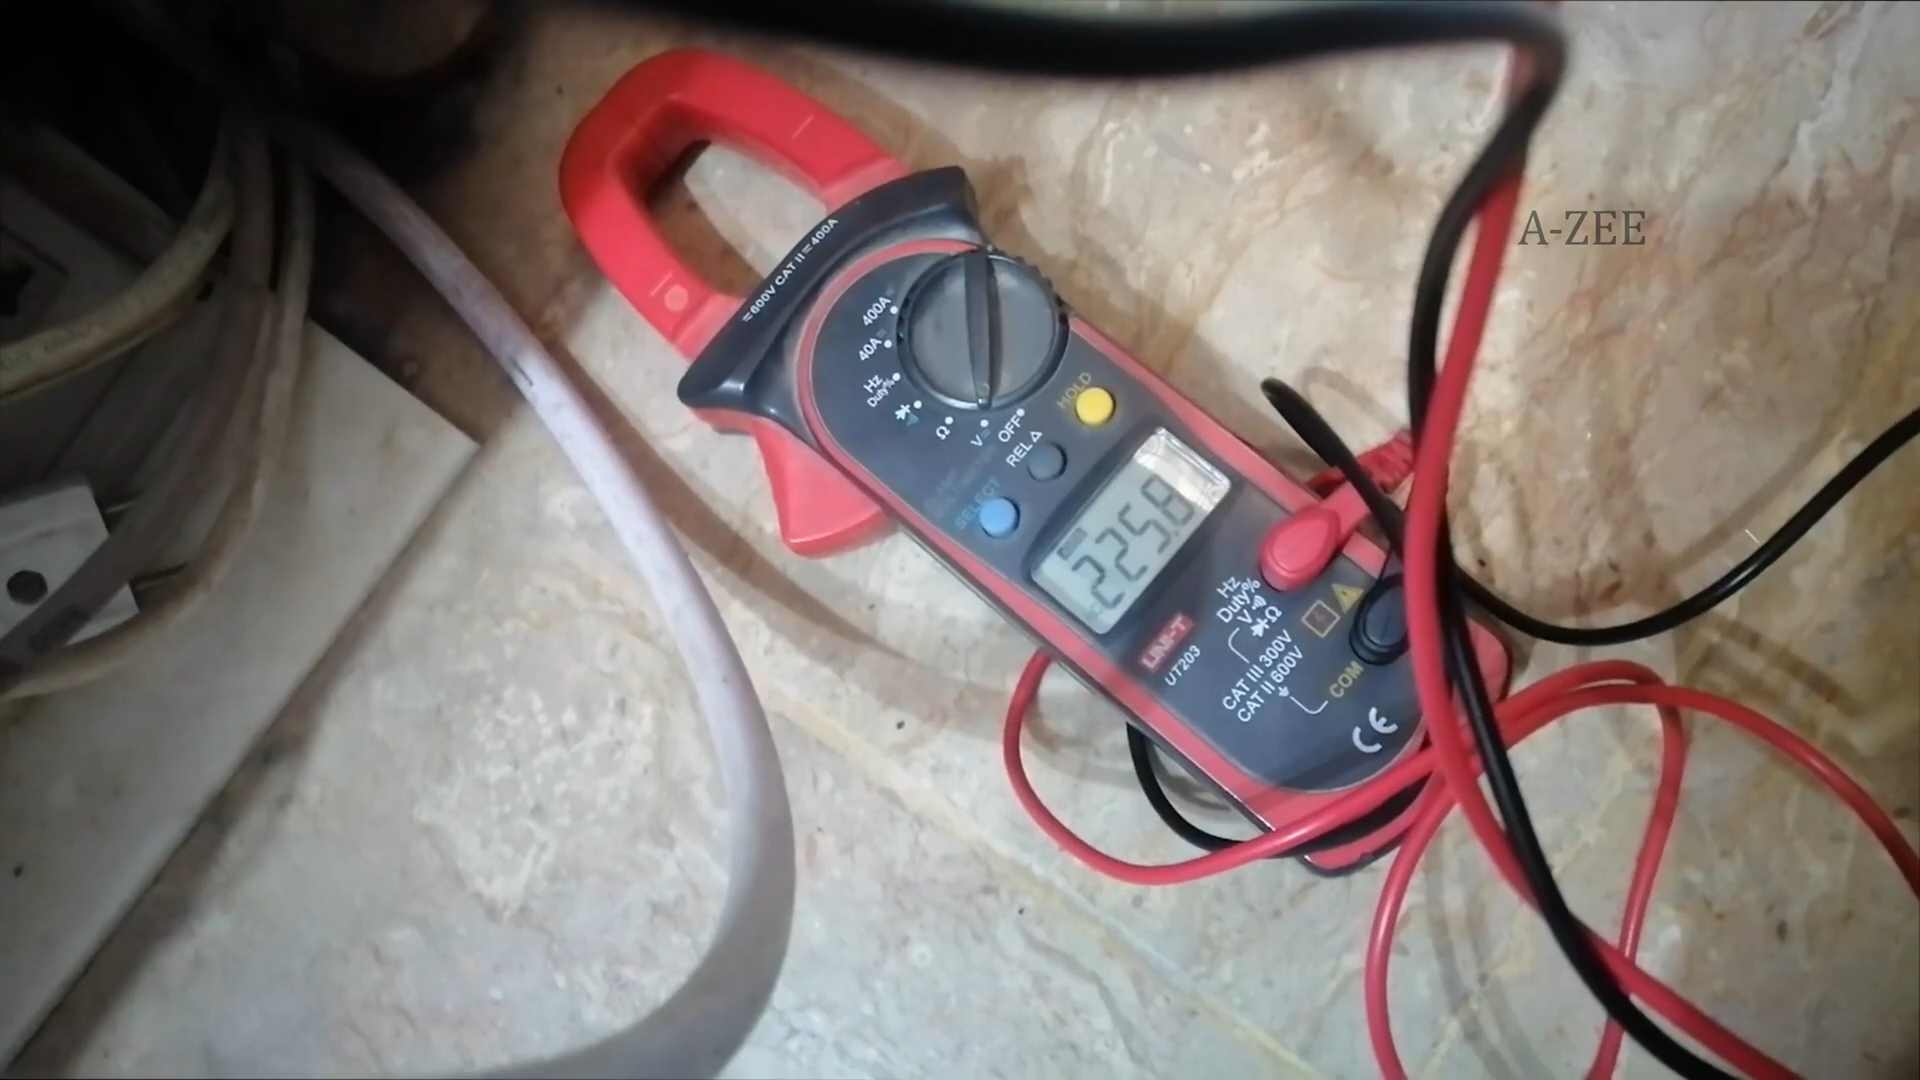 A-ZEE
≂600V CAT II≂400A
400A≂
40A≂
Hz
Duty%
Ω
V≂
OFF
REL Δ
HOLD
SELECT
225.8
UNI-T
UT203
Hz
Duty%
V
Ω
CAT III 300V
CAT II 600V
COM
CE